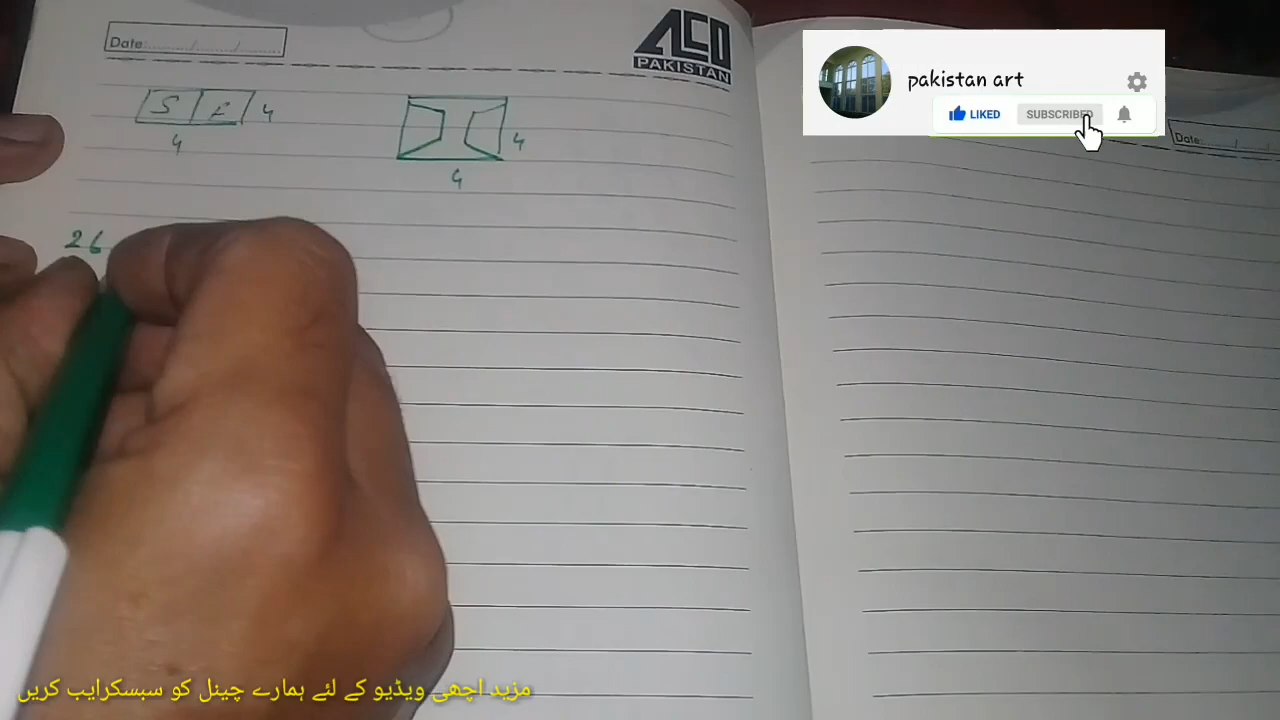 Date:
ACO
PAKISTAN
S F 4
4
4
4
26
pakistan art
LIKED SUBSCRIBED
Date
مزید اچھی ویڈیو کے لئے ہمارے چینل کو سبسکرایب کریں